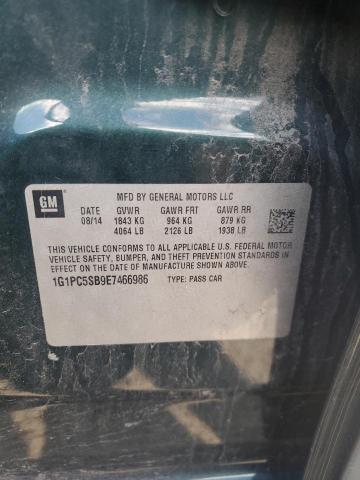 GM
MFD BY GENERAL MOTORS LLC
DATE GVWR GAWR FRT GAWR RR
08/14 1843 KG 964 KG 879 KG
4064 LB 2126 LB 1938 LB
THIS VEHICLE CONFORMS TO ALL APPLICABLE U.S. FEDERAL MOTOR
VEHICLE SAFETY, BUMPER, AND THEFT PREVENTION STANDARDS IN
EFFECT ON THE DATE OF MANUFACTURE SHOWN ABOVE.
1G1PC5SB9E7466986 TYPE: PASS CAR